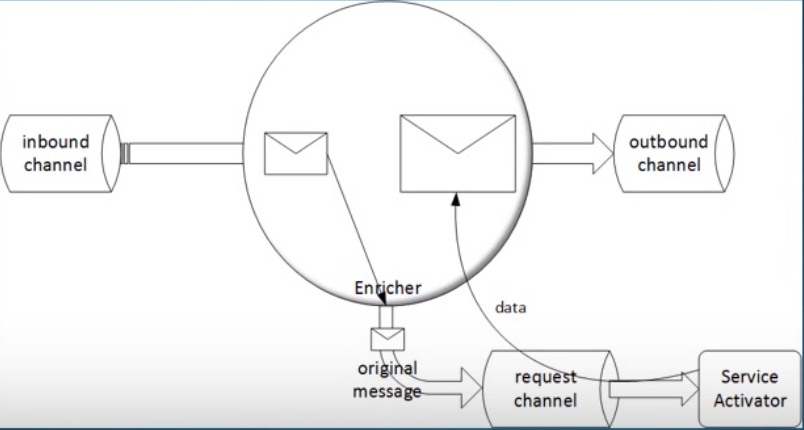 inbound
channel
outbound
channel
Enricher
data
original
message
request
channel
Service
Activator